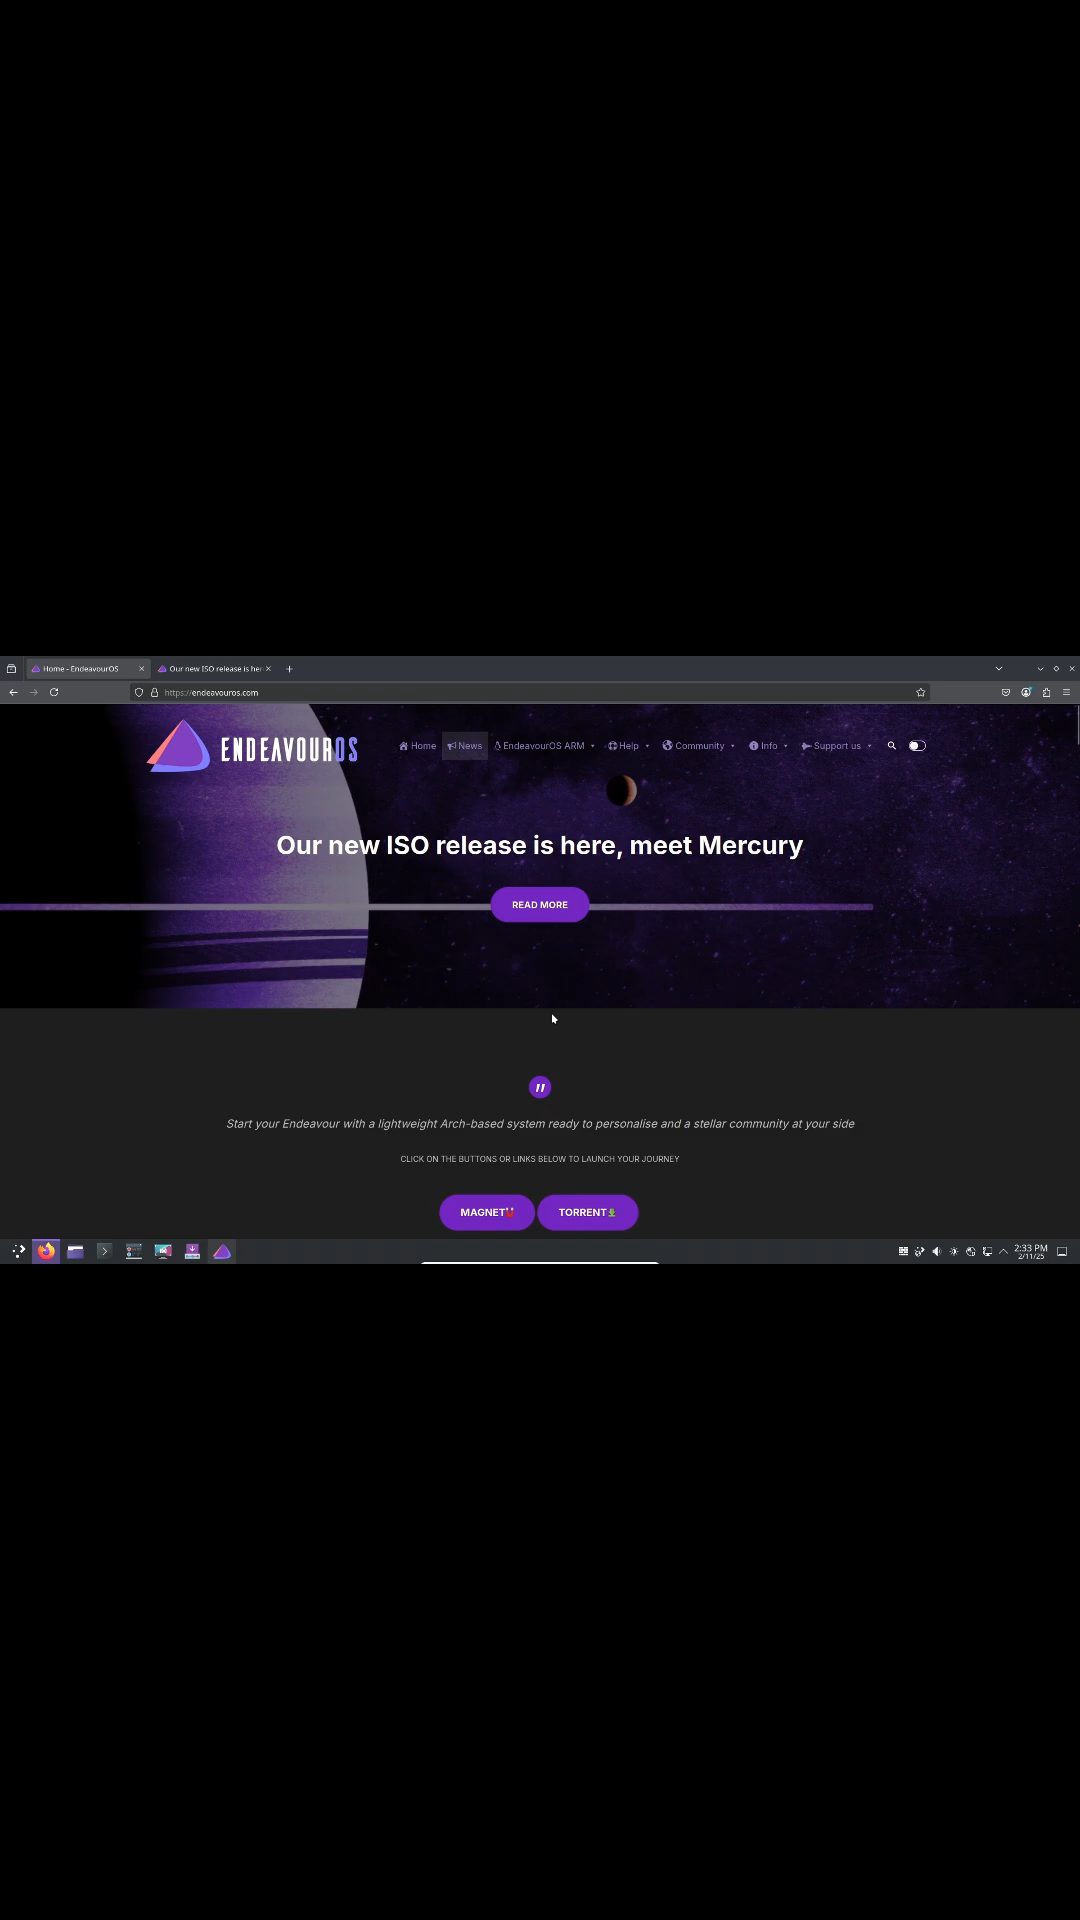 Home - EndeavourOS
Our new ISO release is her
https://endeavouros.com
ENDEAVOUROS
Home
News
EndeavourOS ARM
Help
Community
Info
Support us
Our new ISO release is here, meet Mercury
READ MORE
Start your Endeavour with a lightweight Arch-based system ready to personalise and a stellar community at your side
CLICK ON THE BUTTONS OR LINKS BELOW TO LAUNCH YOUR JOURNEY
MAGNET
TORRENT
2:33 PM
2/11/25